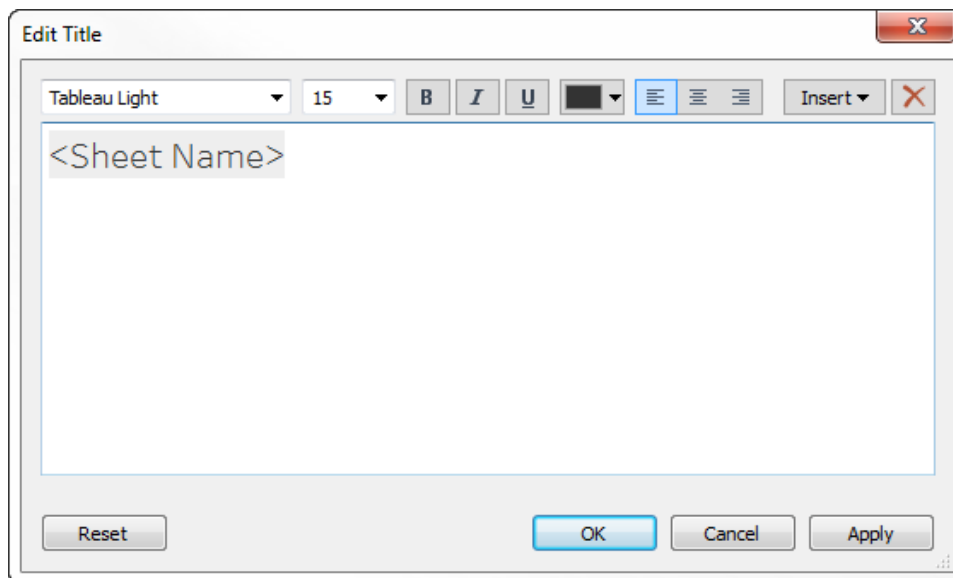 Edit Title
Tableau Light 15 B I U Insert
<Sheet Name>
Reset OK Cancel Apply